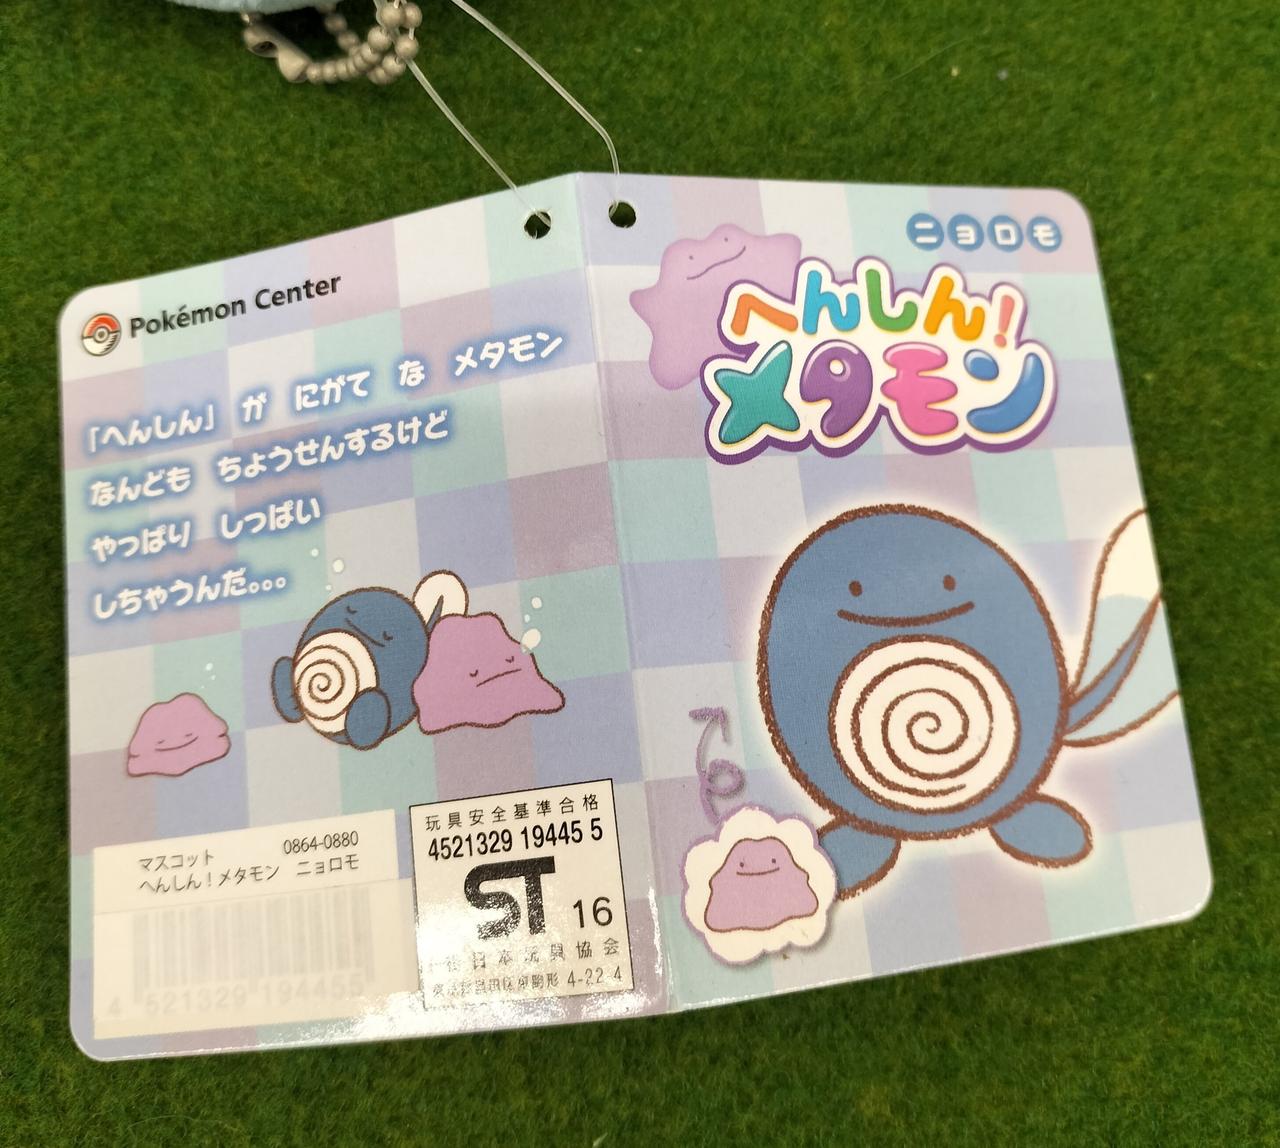 Pokémon Center
「へんしん」 が にがて な メタモン
なんども ちょうせんするけど
やっぱり しっぱい
しちゃうんだ。。。
マスコット 0864-0880
へんしん！メタモン ニョロモ
4 521329 194455
玩具安全基準合格
4521329 19445 5
ST 16
日本玩具協会
4-22-4
ニョロモ
へんしん！
メタモン